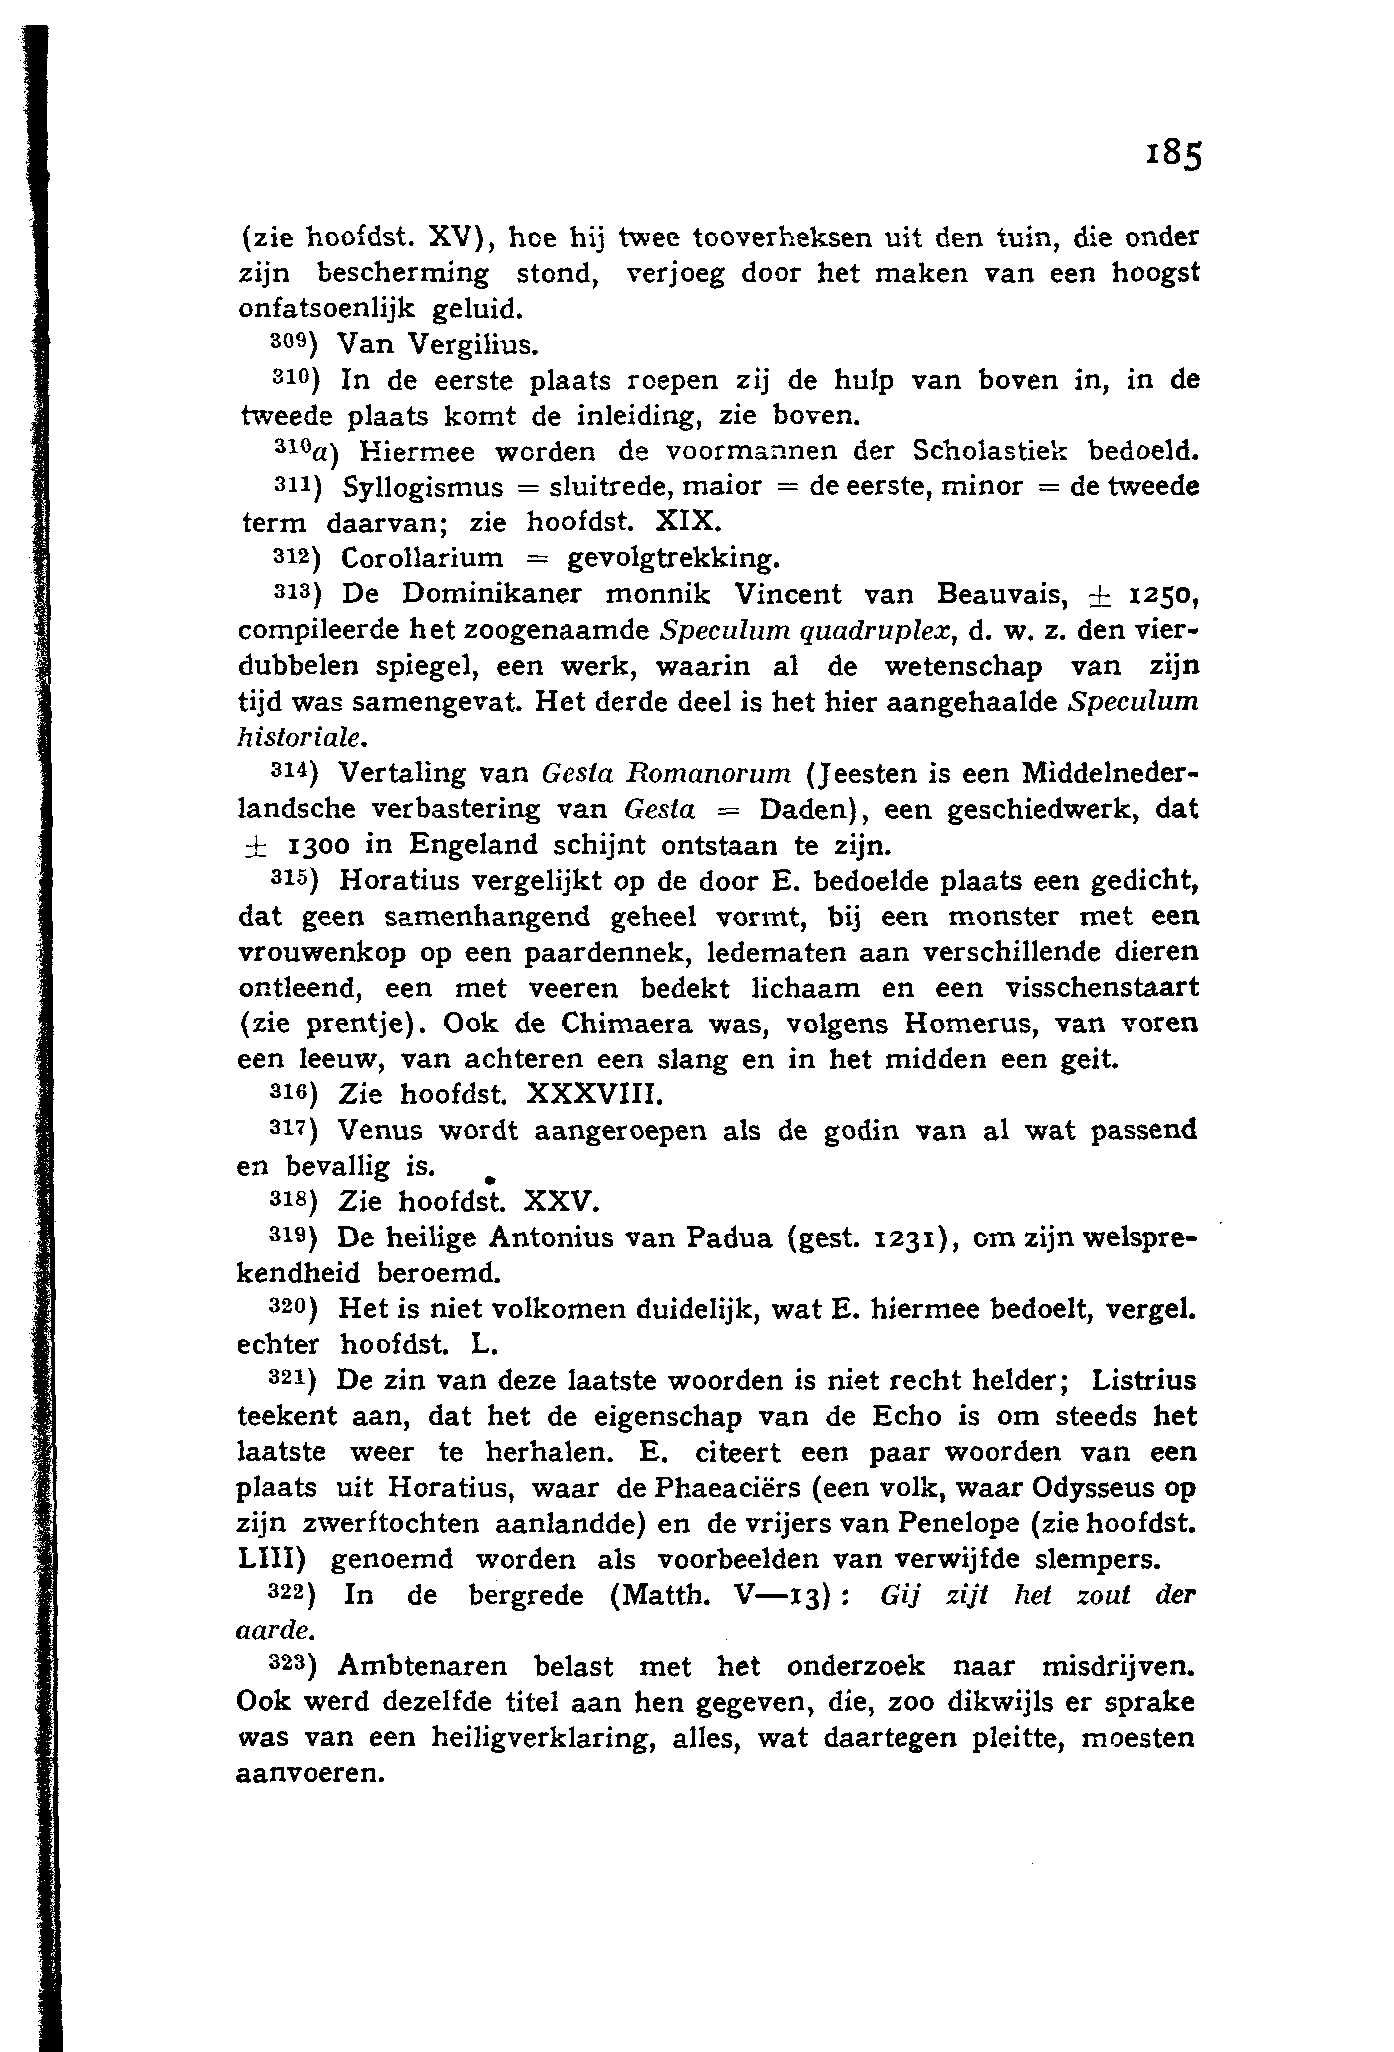 185
(zie hoofdst. XV), hoe hij twee tooverheksen uit den tuin, die onder
zijn bescherming stond, verjoeg door het maken van een hoogst
onfatsoenlijk geluid.
309) Van Vergilius.
310) In de eerste plaats roepen zij de hulp van boven in, in de
tweede plaats komt de inleiding, zie boven.
310a) Hiermee worden de voormannen der Scholastiek bedoeld.
311) Syllogismus = sluitrede, maior = de eerste, minor = de tweede
term daarvan; zie hoofdst. XIX.
312) Corollarium = gevolgtrekking.
313) De Dominikaner monnik Vincent van Beauvais, ± 1250,
compileerde het zoogenaamde Speculum quadruplex, d. w. z. den vier-
dubbelen spiegel, een werk, waarin al de wetenschap van zijn
tijd was samengevat. Het derde deel is het hier aangehaalde Speculum
historiale.
314) Vertaling van Gesta Romanorum (Jeesten is een Middelneder-
landsche verbastering van Gesta = Daden), een geschiedwerk, dat
± 1300 in Engeland schijnt ontstaan te zijn.
315) Horatius vergelijkt op de door E. bedoelde plaats een gedicht,
dat geen samenhangend geheel vormt, bij een monster met een
vrouwenkop op een paardennek, ledematen aan verschillende dieren
ontleend, een met veeren bedekt lichaam en een visschenstaart
(zie prentje). Ook de Chimaera was, volgens Homerus, van voren
een leeuw, van achteren een slang en in het midden een geit.
316) Zie hoofdst. XXXVIII.
317) Venus wordt aangeroepen als de godin van al wat passend
en bevallig is.
318) Zie hoofdst. XXV.
319) De heilige Antonius van Padua (gest. 1231), om zijn welspre-
kendheid beroemd.
320) Het is niet volkomen duidelijk, wat E. hiermee bedoelt, vergel.
echter hoofdst. L.
321) De zin van deze laatste woorden is niet recht helder; Listrius
teekent aan, dat het de eigenschap van de Echo is om steeds het
laatste weer te herhalen. E. citeert een paar woorden van een
plaats uit Horatius, waar de Phaeaciërs (een volk, waar Odysseus op
zijn zwerftochten aanlandde) en de vrijers van Penelope (zie hoofdst.
LIII) genoemd worden als voorbeelden van verwijfde slempers.
322) In de bergrede (Matth. V—13) : Gij zijt het zout der
aarde.
323) Ambtenaren belast met het onderzoek naar misdrijven.
Ook werd dezelfde titel aan hen gegeven, die, zoo dikwijls er sprake
was van een heiligverklaring, alles, wat daartegen pleitte, moesten
aanvoeren.